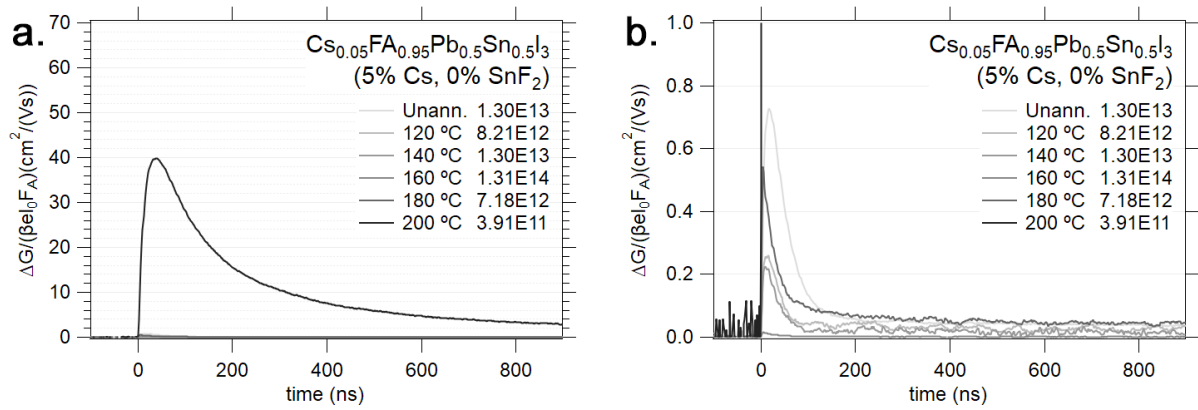 a.
Cs0.05FA0.95Pb0.5Sn0.5I3
(5% Cs, 0% SnF2)
Unann. 1.30E13
120 ºC 8.21E12
140 ºC 1.30E13
160 ºC 1.31E14
180 ºC 7.18E12
200 ºC 3.91E11
ΔG/(βeI0FA)(cm2/(Vs))
70
60
50
40
30
20
10
0
0 200 400 600 800
time (ns)
b.
Cs0.05FA0.95Pb0.5Sn0.5I3
(5% Cs, 0% SnF2)
Unann. 1.30E13
120 ºC 8.21E12
140 ºC 1.30E13
160 ºC 1.31E14
180 ºC 7.18E12
200 ºC 3.91E11
ΔG/(βeI0FA)(cm2/(Vs))
1.0
0.8
0.6
0.4
0.2
0.0
0 200 400 600 800
time (ns)